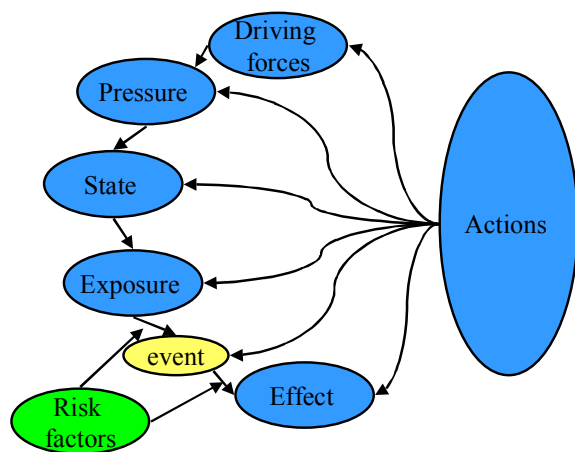 Driving
forces
Pressure
State
Actions
Exposure
event
Effect
Risk
factors